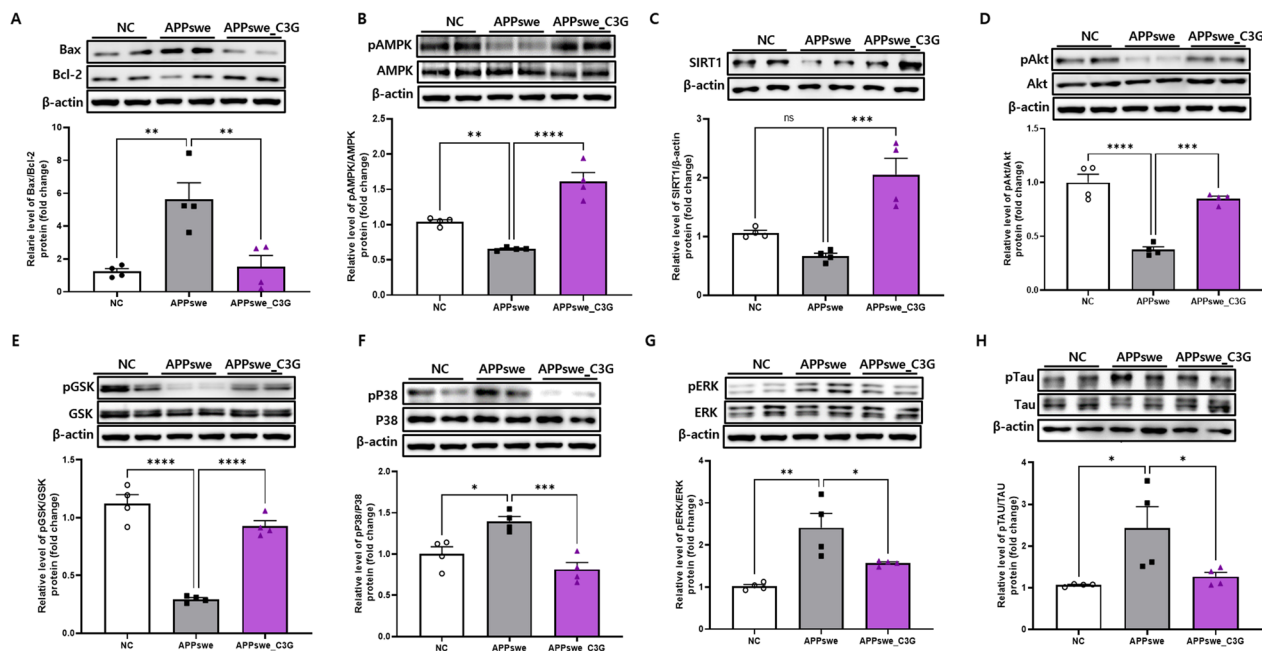 A
NC APPswe APPswe_C3G
Bax
Bcl-2
β-actin
Relarie level of Bax/Bcl-2
protein (fold change)
10
8
6
4
2
0
** **
NC APPswe APPswe_C3G
B
NC APPswe APPswe_C3G
pAMPK
AMPK
β-actin
Relative level of pAMPK/AMPK
protein (fold change)
2.0
1.5
1.0
0.5
0.0
** ****
NC APPswe APPswe_C3G
C
NC APPswe APPswe_C3G
SIRT1
β-actin
Relative level of SIRT1/β-actin
protein (fold change)
3
2
1
0
ns ***
NC APPswe APPswe_C3G
D
NC APPswe APPswe_C3G
pAkt
Akt
β-actin
Relative level of pAkt/Akt
protein (fold change)
1.5
1.0
0.5
0.0
**** ***
NC APPswe APPswe_C3G
E
NC APPswe APPswe_C3G
pGSK
GSK
β-actin
Relative level of pGSK/GSK
protein (fold change)
1.5
1.0
0.5
0.0
**** ****
NC APPswe APPswe_C3G
F
NC APPswe APPswe_C3G
pP38
P38
β-actin
Relative level of pP38/P38
protein (fold change)
2.0
1.5
1.0
0.5
0.0
* ***
NC APPswe APPswe_C3G
G
NC APPswe APPswe_C3G
pERK
ERK
β-actin
Relative level of pERK/ERK
protein (fold change)
4
3
2
1
0
** *
NC APPswe APPswe_C3G
H
NC APPswe APPswe_C3G
pTau
Tau
β-actin
Relative level of pTAU/TAU
protein (fold change)
4
3
2
1
0
* *
NC APPswe APPswe_C3G